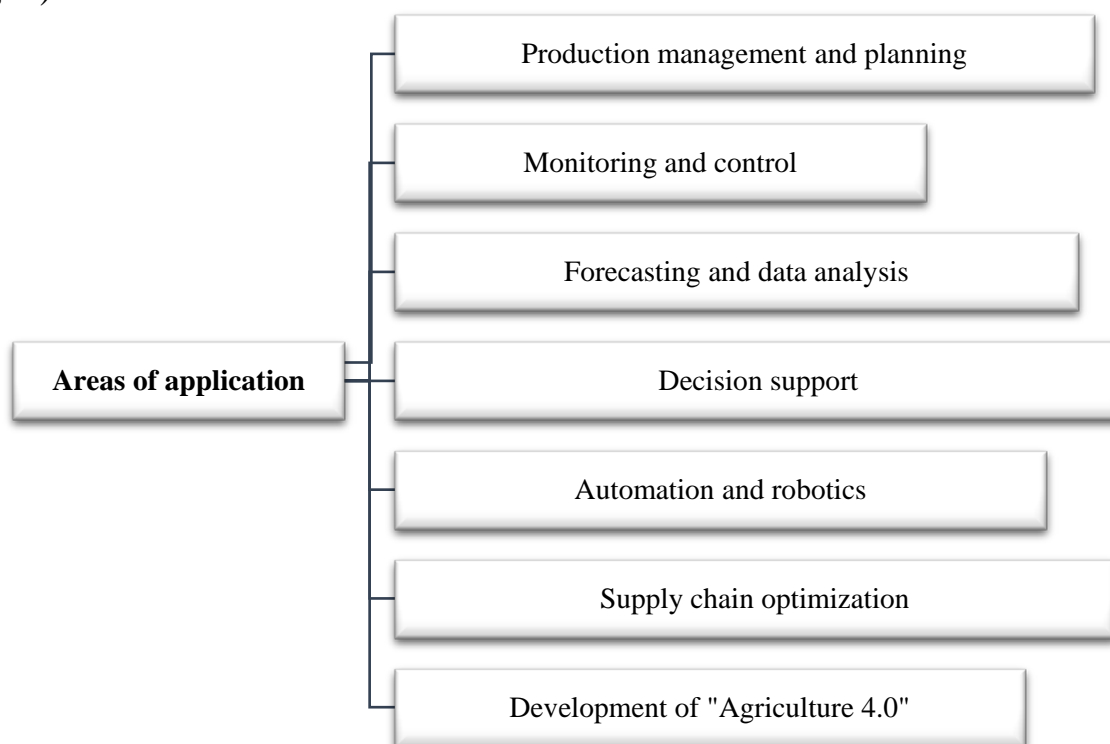 Production management and planning
Monitoring and control
Forecasting and data analysis
Areas of application
Decision support
Automation and robotics
Supply chain optimization
Development of "Agriculture 4.0"